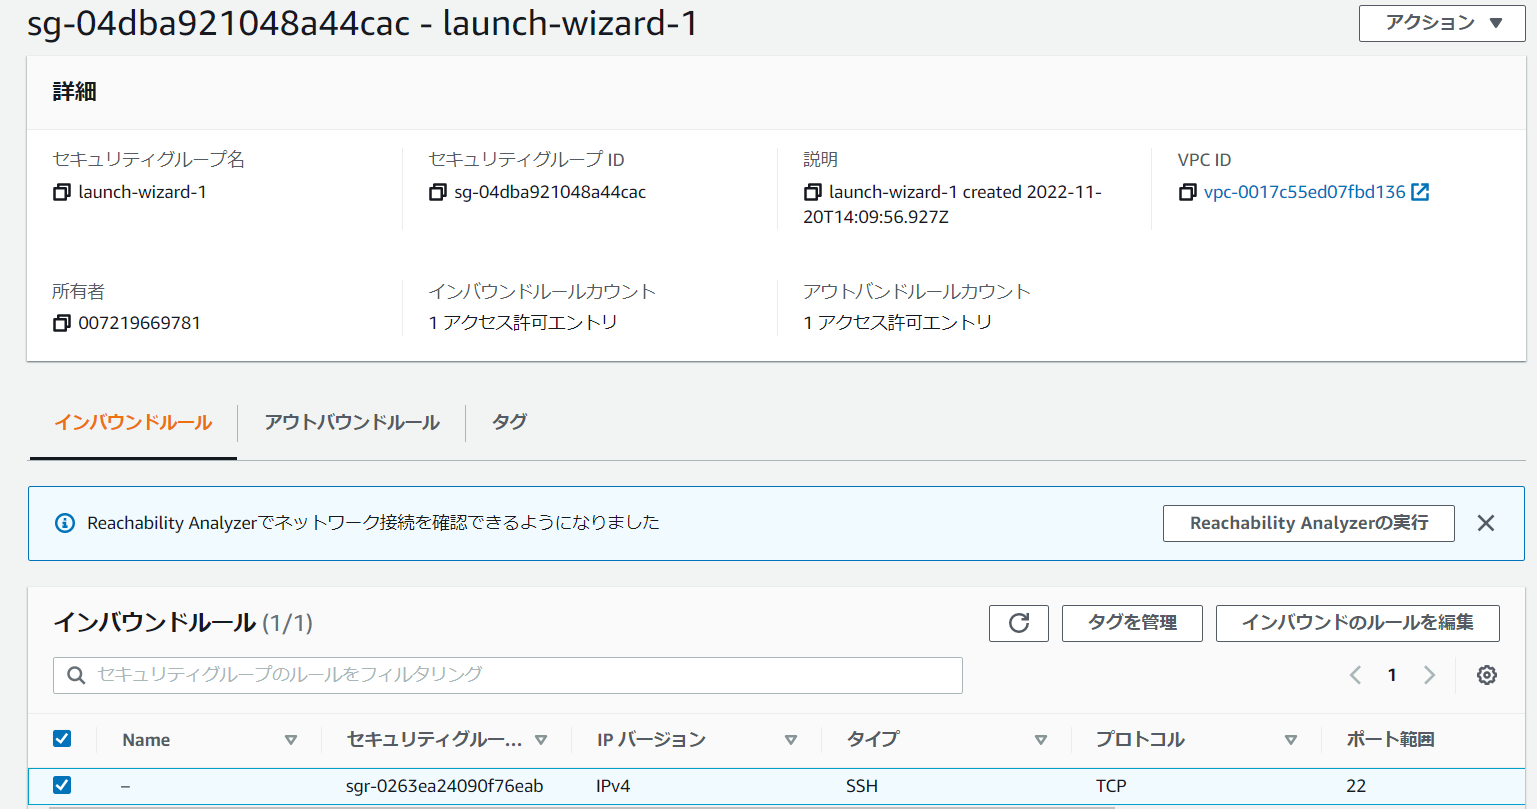 sg-04dba921048a44cac - launch-wizard-1
アクション ▼
詳細
セキュリティグループ名
launch-wizard-1
セキュリティグループ ID
sg-04dba921048a44cac
説明
launch-wizard-1 created 2022-11-
20T14:09:56.927Z
VPC ID
vpc-0017c55ed07fbd136
所有者
007219669781
インバウンドルールカウント
1 アクセス許可エントリ
アウトバンドルールカウント
1 アクセス許可エントリ
インバウンドルール
アウトバウンドルール
タグ
Reachability Analyzerでネットワーク接続を確認できるようになりました
Reachability Analyzerの実行
インバウンドルール (1/1)
タグを管理
インバウンドのルールを編集
セキュリティグループのルールをフィルタリング
1
Name
セキュリティグルー...
IP バージョン
タイプ
プロトコル
ポート範囲
– sgr-0263ea24090f76eab IPv4 SSH TCP 22